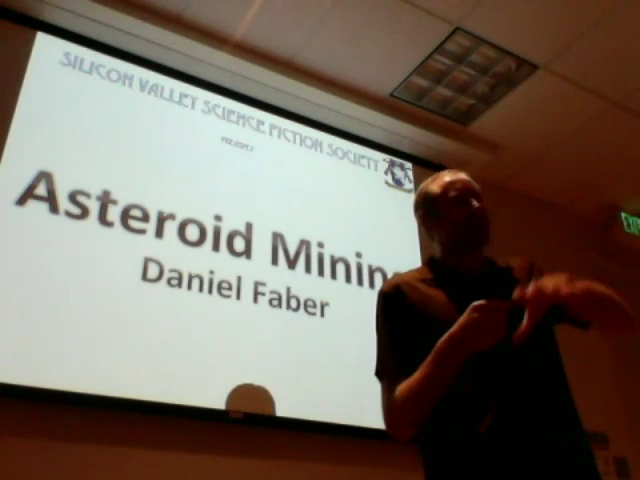 SILICON VALLEY SCIENCE FICTION SOCIETY
Asteroid Minin
Daniel Faber